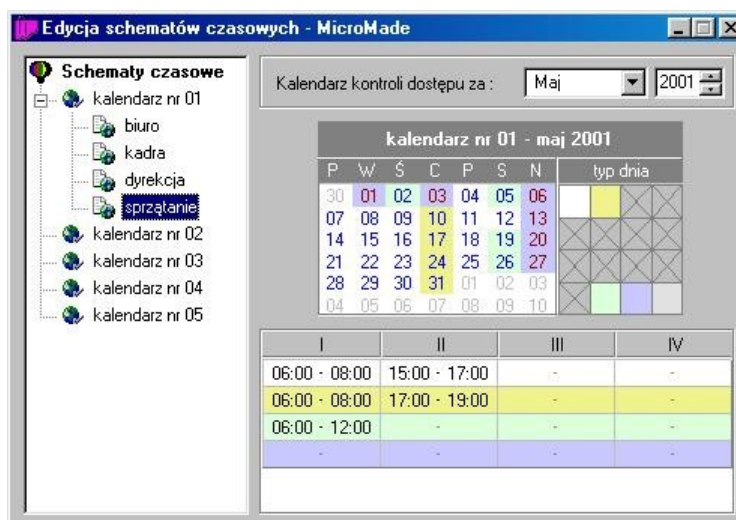 Edycja schematów czasowych - MicroMade
Schematy czasowe
kalendarz nr 01
biuro
kadra
dyrekcja
sprzątanie
kalendarz nr 02
kalendarz nr 03
kalendarz nr 04
kalendarz nr 05
Kalendarz kontroli dostępu za : Maj 2001
kalendarz nr 01 - maj 2001
P W Ś C P S N typ dnia
30 01 02 03 04 05 06
07 08 09 10 11 12 13
14 15 16 17 18 19 20
21 22 23 24 25 26 27
28 29 30 31 01 02 03
04 05 06 07 08 09 10
I II III IV
06:00 - 08:00 15:00 - 17:00 - -
06:00 - 08:00 17:00 - 19:00 - -
06:00 - 12:00 - - -
- - - -